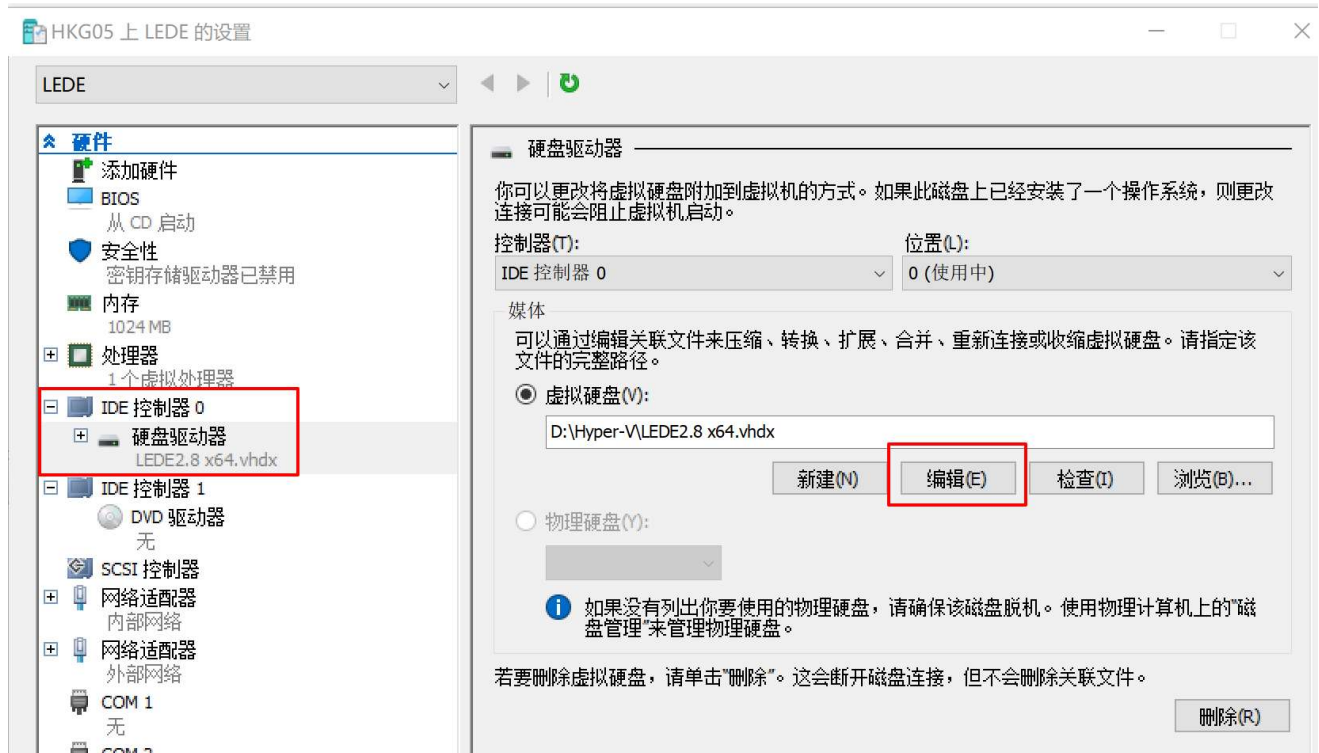 HKG05 上 LEDE 的设置
LEDE
硬件
添加硬件
BIOS
从 CD 启动
安全性
密钥存储驱动器已禁用
内存
1024 MB
处理器
1 个虚拟处理器
IDE 控制器 0
硬盘驱动器
LEDE2.8 x64.vhdx
IDE 控制器 1
DVD 驱动器
无
SCSI 控制器
网络适配器
内部网络
网络适配器
外部网络
COM 1
无
COM 2
硬盘驱动器
你可以更改将虚拟硬盘附加到虚拟机的方式。如果此磁盘上已经安装了一个操作系统，则更改
连接可能会阻止虚拟机启动。
控制器(T):
位置(L):
IDE 控制器 0
0 (使用中)
媒体
可以通过编辑关联文件来压缩、转换、扩展、合并、重新连接或收缩虚拟硬盘。请指定该
文件的完整路径。
虚拟硬盘(V):
D:\Hyper-V\LEDE2.8 x64.vhdx
新建(N)
编辑(E)
检查(I)
浏览(B)...
物理硬盘(Y):
如果没有列出你要使用的物理硬盘，请确保该磁盘脱机。使用物理计算机上的"磁
盘管理"来管理物理硬盘。
若要删除虚拟硬盘，请单击"删除"。这会断开磁盘连接，但不会删除关联文件。
删除(R)